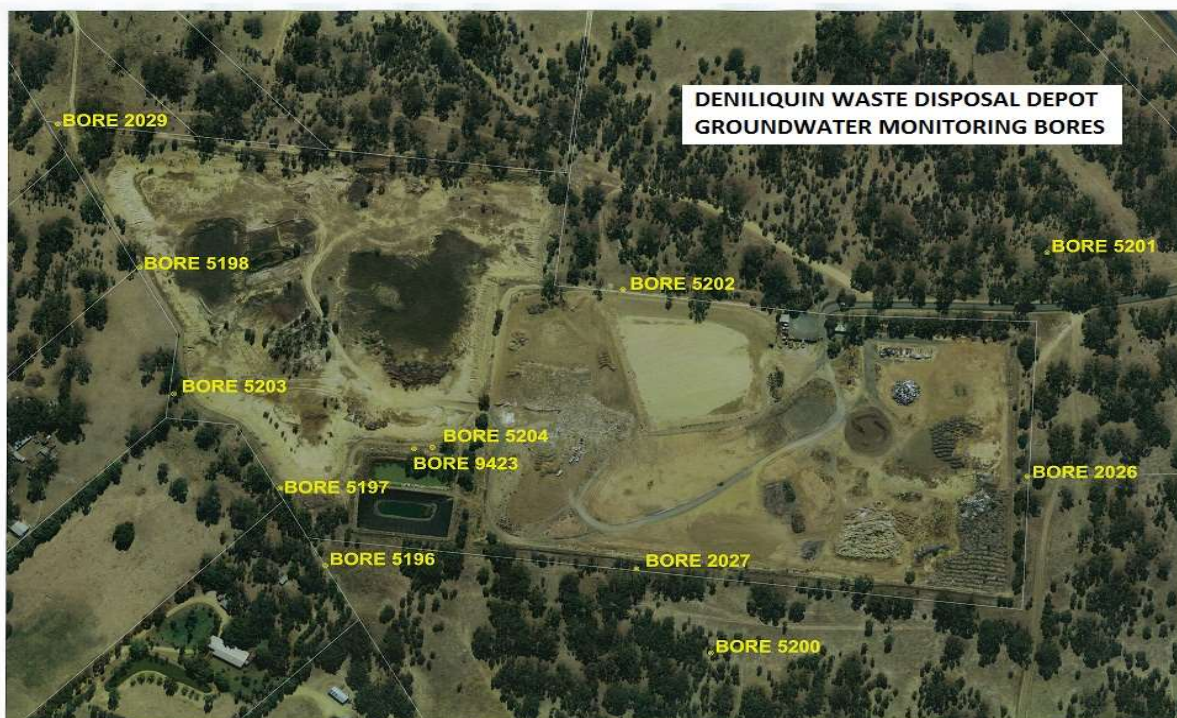 DENILIQUIN WASTE DISPOSAL DEPOT
GROUNDWATER MONITORING BORES
BORE 2029
BORE 5201
BORE 5198
BORE 5202
BORE 5203
BORE 5204
BORE 9423
BORE 2026
BORE 5197
BORE 5196
BORE 2027
BORE 5200